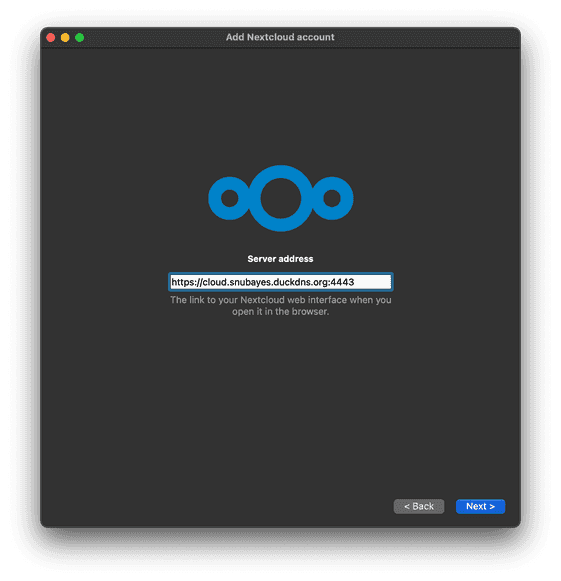 Add Nextcloud account
Server address
https://cloud.snubayes.duckdns.org:4443
The link to your Nextcloud web interface when you
open it in the browser.
< Back
Next >